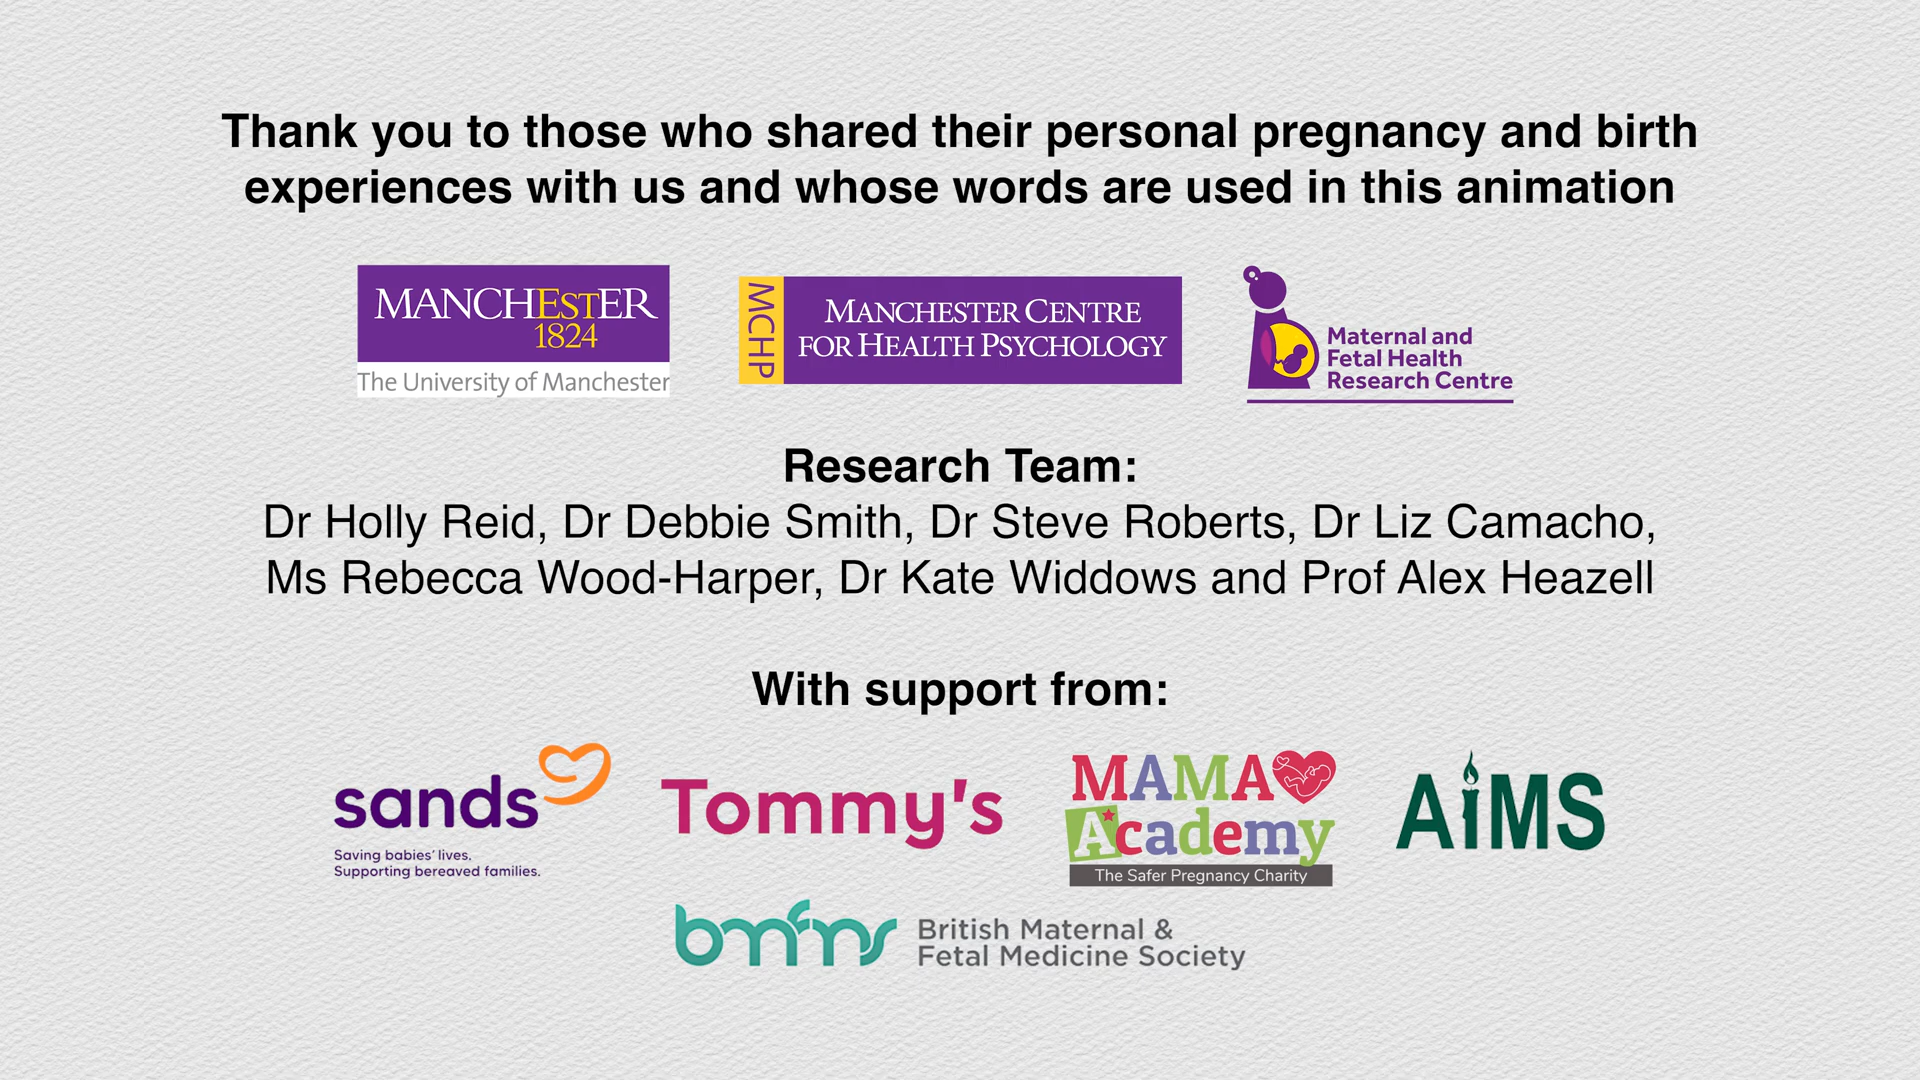 Thank you to those who shared their personal pregnancy and birth
experiences with us and whose words are used in this animation
MANCHESTER
1824
The University of Manchester
MCHP
MANCHESTER CENTRE
FOR HEALTH PSYCHOLOGY
Maternal and
Fetal Health
Research Centre
Research Team:
Dr Holly Reid, Dr Debbie Smith, Dr Steve Roberts, Dr Liz Camacho,
Ms Rebecca Wood-Harper, Dr Kate Widdows and Prof Alex Heazell
With support from:
sands
Saving babies' lives.
Supporting bereaved families.
Tommy's
MAMA
Academy
The Safer Pregnancy Charity
AiMS
bmfms
British Maternal &
Fetal Medicine Society